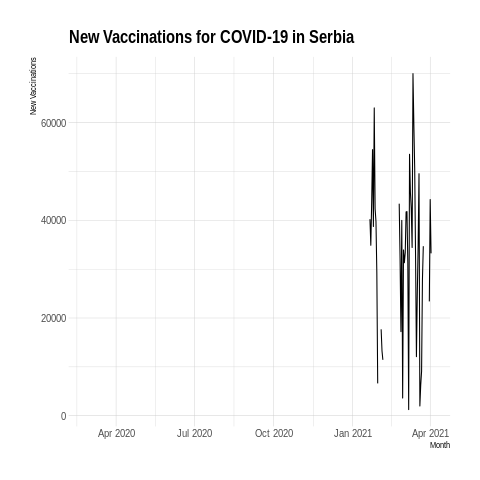 New Vaccinations for COVID-19 in Serbia
New Vaccinations
60000
40000
20000
0
Apr 2020
Jul 2020
Oct 2020
Jan 2021
Apr 2021
Month